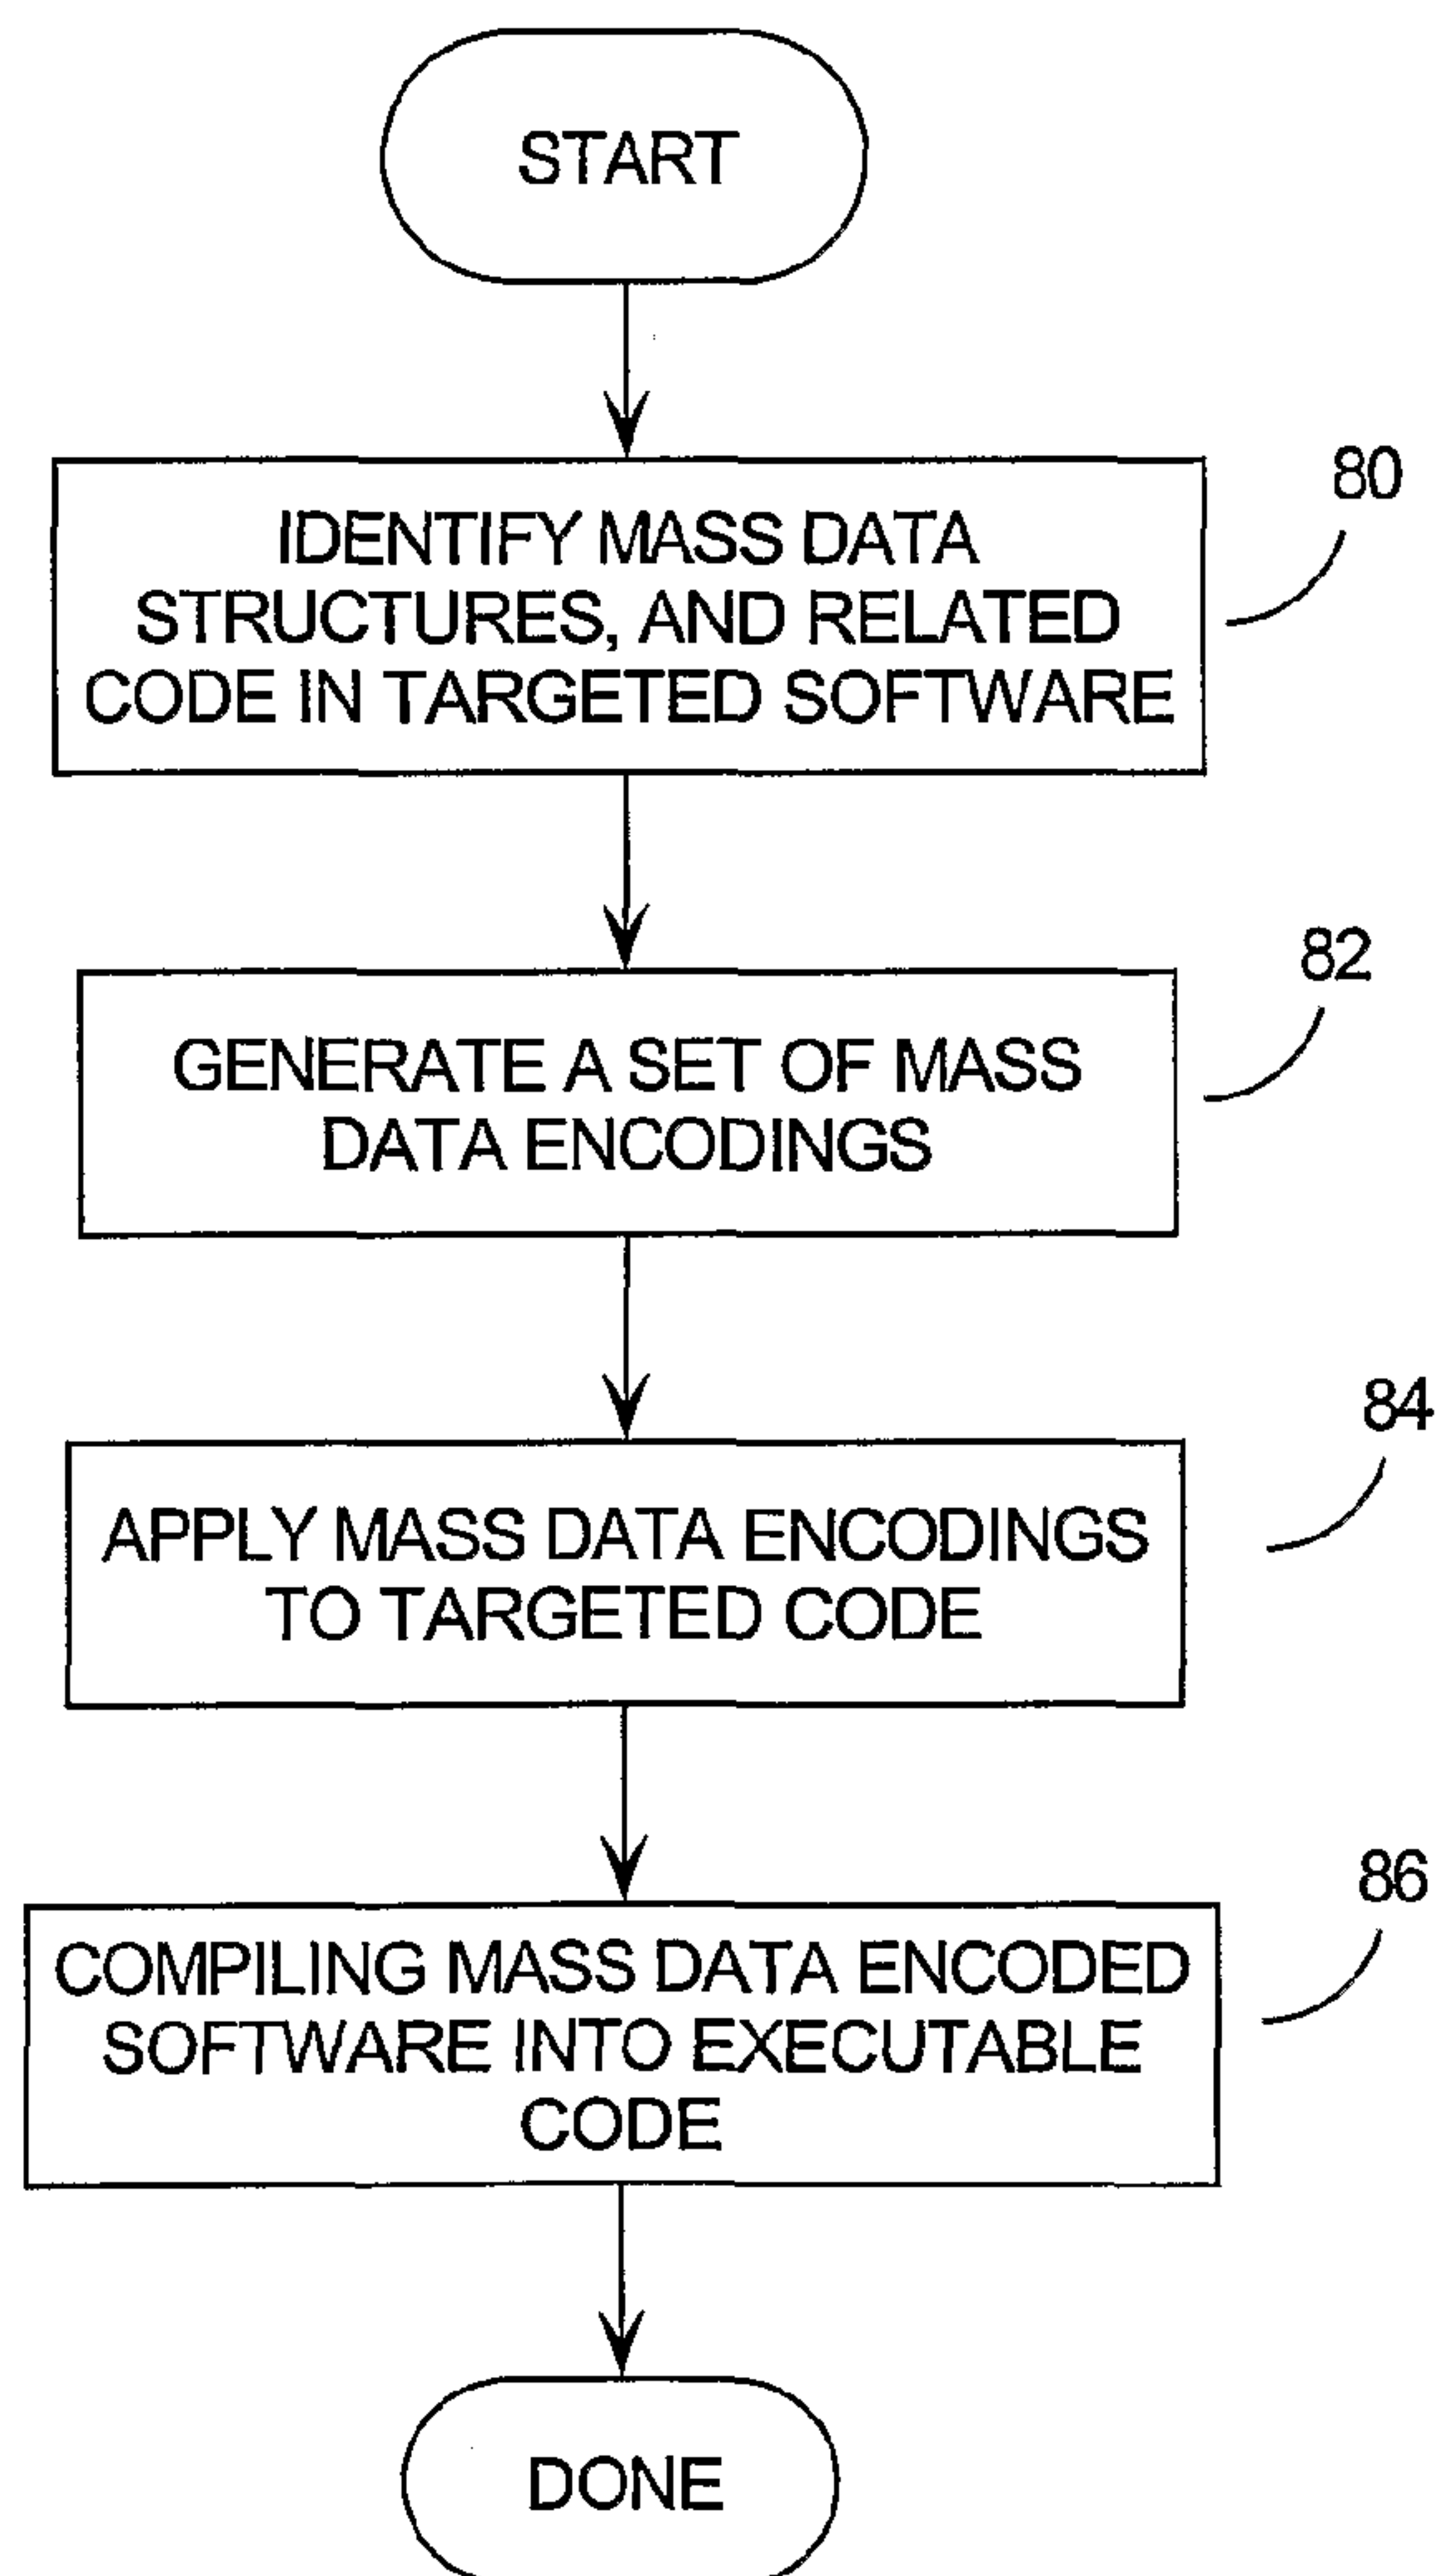 START
80
IDENTIFY MASS DATA
STRUCTURES, AND RELATED
CODE IN TARGETED SOFTWARE
82
GENERATE A SET OF MASS
DATA ENCODINGS
84
APPLY MASS DATA ENCODINGS
TO TARGETED CODE
86
COMPILING MASS DATA ENCODED
SOFTWARE INTO EXECUTABLE
CODE
DONE